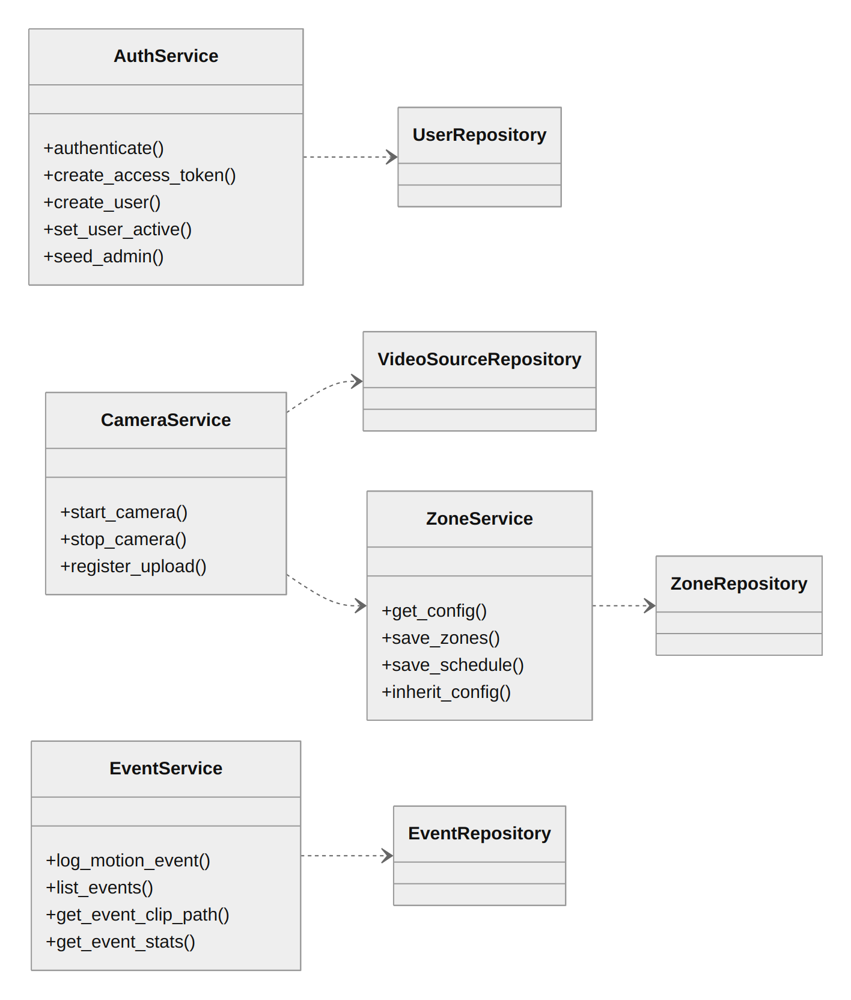 AuthService
+authenticate()
+create_access_token()
+create_user()
+set_user_active()
+seed_admin()
UserRepository
VideoSourceRepository
CameraService
+start_camera()
+stop_camera()
+register_upload()
ZoneService
+get_config()
+save_zones()
+save_schedule()
+inherit_config()
ZoneRepository
EventService
+log_motion_event()
+list_events()
+get_event_clip_path()
+get_event_stats()
EventRepository